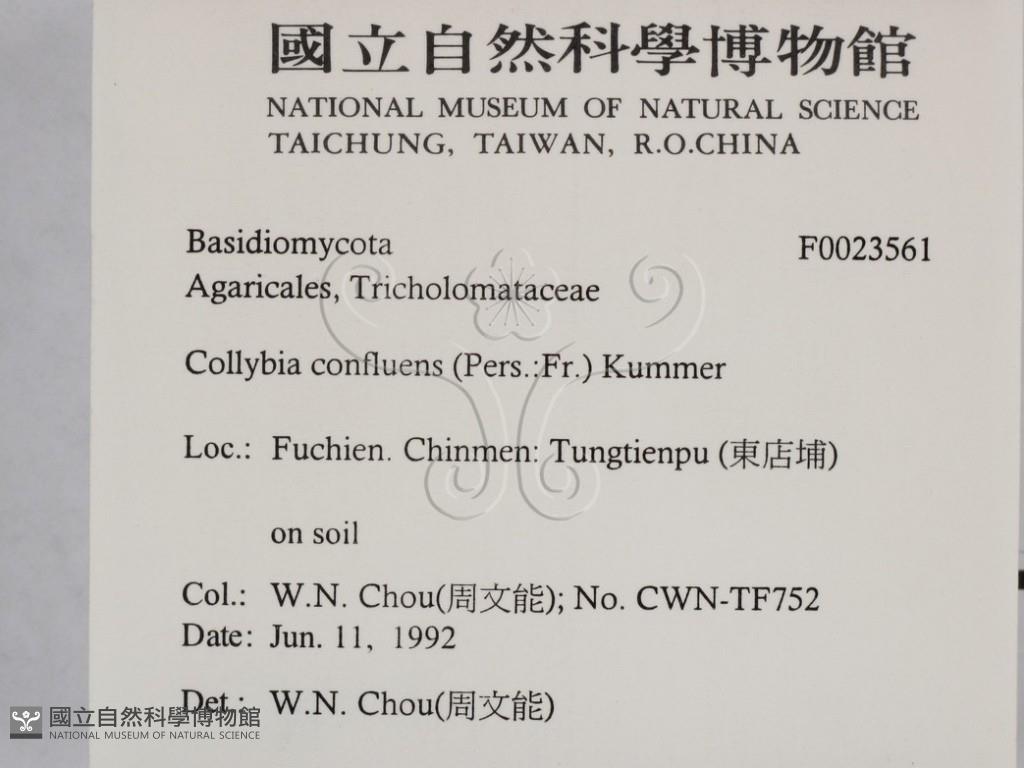 國立自然科學博物館
NATIONAL MUSEUM OF NATURAL SCIENCE
TAICHUNG, TAIWAN, R.O.CHINA
Basidiomycota F0023561
Agaricales, Tricholomataceae
Collybia confluens (Pers.:Fr.) Kummer
Loc.: Fuchien. Chinmen: Tungtienpu (東店埔)
on soil
Col.: W.N. Chou(周文能); No. CWN-TF752
Date: Jun. 11, 1992
Det.: W.N. Chou(周文能)
國立自然科學博物館
NATIONAL MUSEUM OF NATURAL SCIENCE